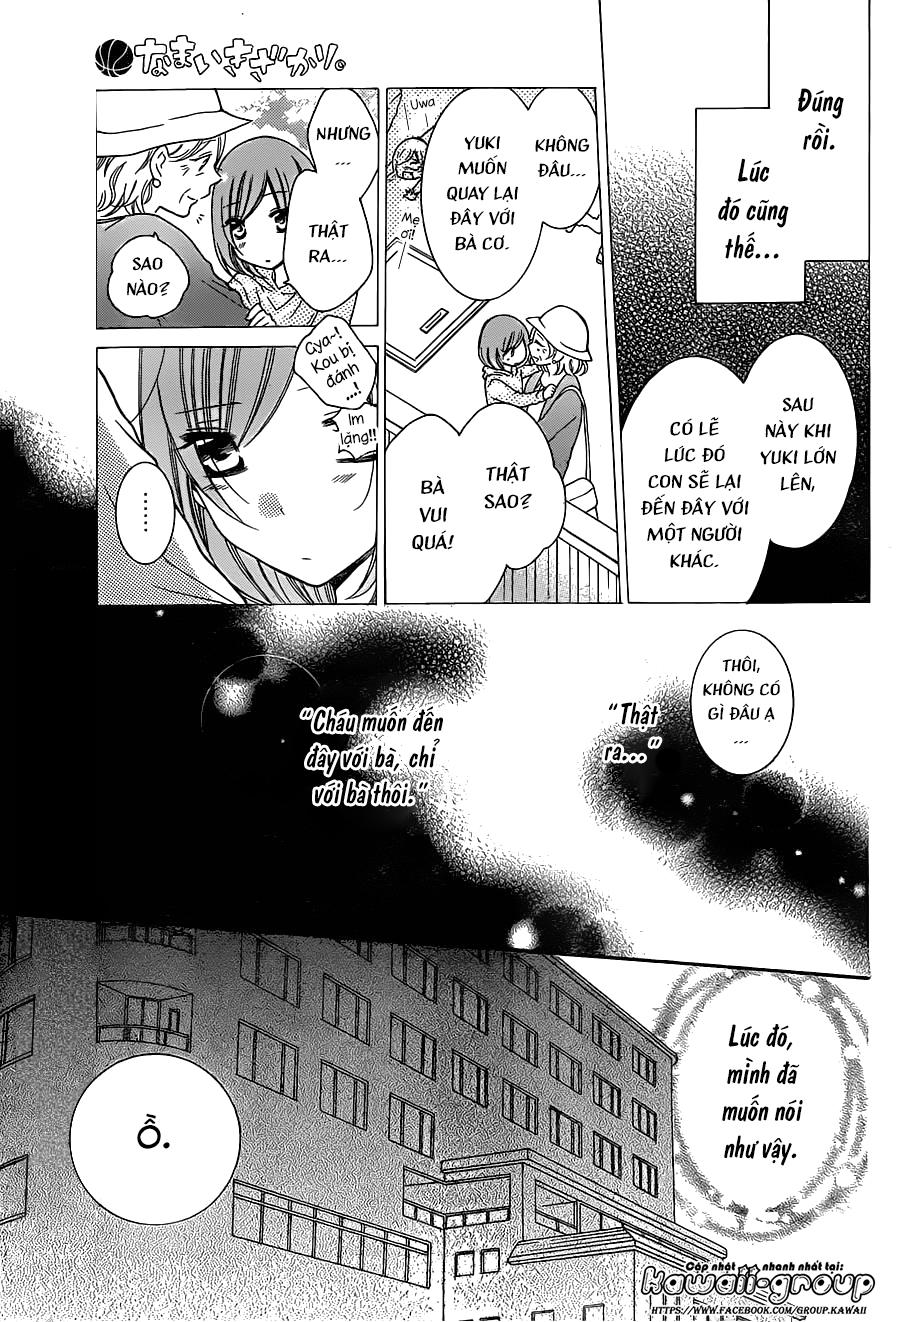 なまいきざかり。
Đúng
rồi.
Lúc
đó cũng
thế...
SAU
NÀY KHI
YUKI LỚN
LÊN,
CÓ LẼ
LÚC ĐÓ
CON SẼ LẠI
ĐẾN ĐÂY VỚI
MỘT NGƯỜI
KHÁC.
KHÔNG
ĐÂU...
YUKI
MUỐN
QUAY LẠI
ĐÂY VỚI
BÀ CƠ.
Uwa
Mẹ
ơi!
THẬT
SAO?
BÀ
VUI
QUÁ!
NHƯNG
...
THẬT
RA...
SAO
NÀO?
Gya~!
Kou bị
đánh
...!
Im
lặng!!
......
THÔI,
KHÔNG CÓ
GÌ ĐÂU Ạ
...
"Thật
ra..."
"Cháu muốn đến
đây với bà, chỉ
với bà thôi."
Lúc đó,
mình đã
muốn nói
như vậy.
Ồ.
Cập nhật nhanh nhất tại:
kawaii-group
HTTPS://WWW.FACEBOOK.COM/GROUP.KAWAII